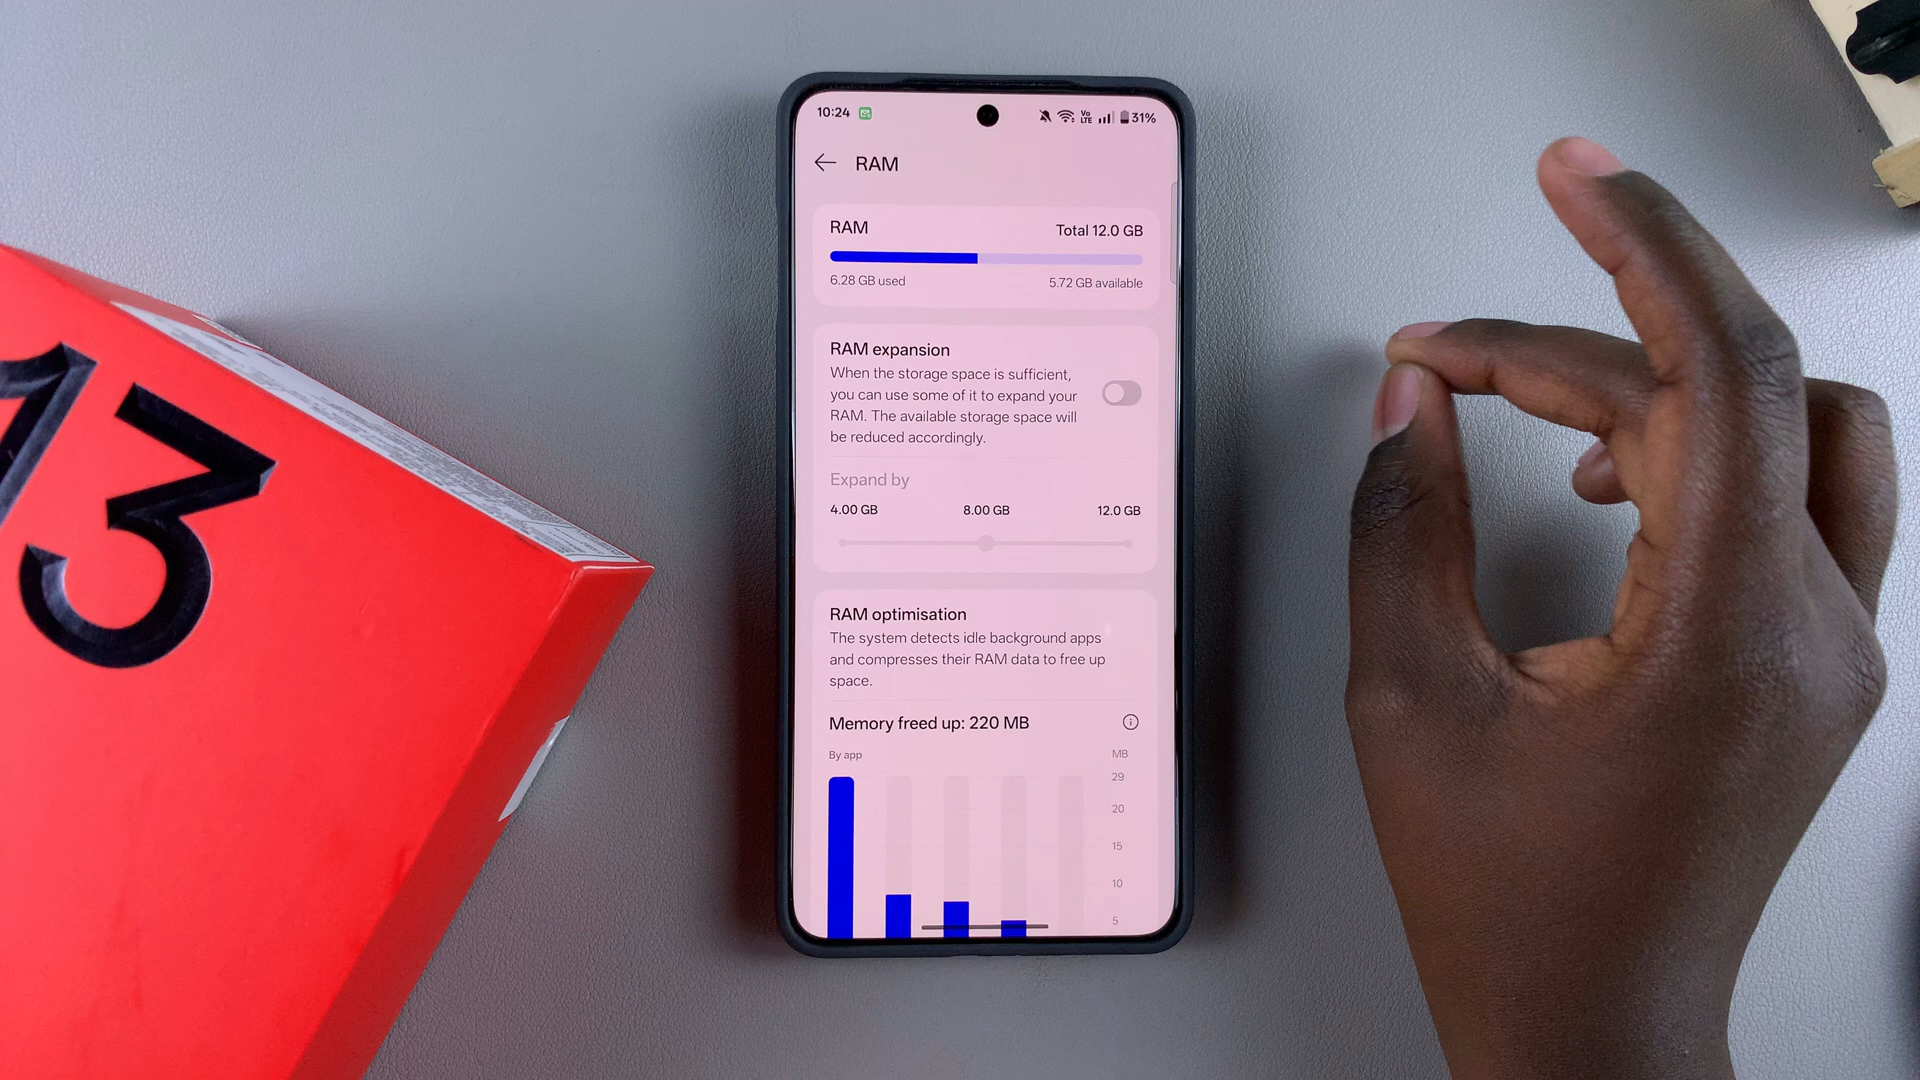 13
10:24
Vo
LTE
31%
RAM
RAM
Total 12.0 GB
6.28 GB used
5.72 GB available
RAM expansion
When the storage space is sufficient,
you can use some of it to expand your
RAM. The available storage space will
be reduced accordingly.
Expand by
4.00 GB
8.00 GB
12.0 GB
RAM optimisation
The system detects idle background apps
and compresses their RAM data to free up
space.
Memory freed up: 220 MB
By app
MB
29
20
15
10
5